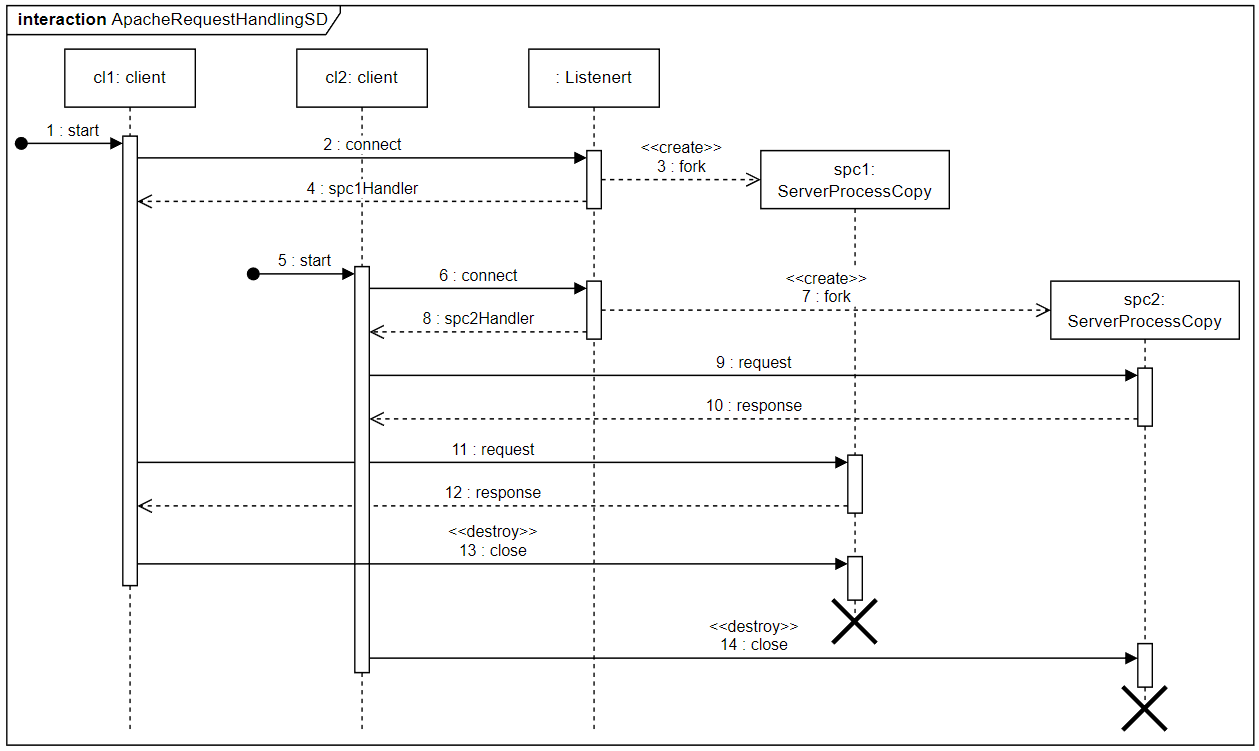 interaction ApacheRequestHandlingSD
cl1: client
cl2: client
: Listenert
1 : start
2 : connect
<<create>>
3 : fork
spc1:
ServerProcessCopy
4 : spc1Handler
5 : start
6 : connect
<<create>>
7 : fork
spc2:
ServerProcessCopy
8 : spc2Handler
9 : request
10 : response
11 : request
12 : response
<<destroy>>
13 : close
<<destroy>>
14 : close